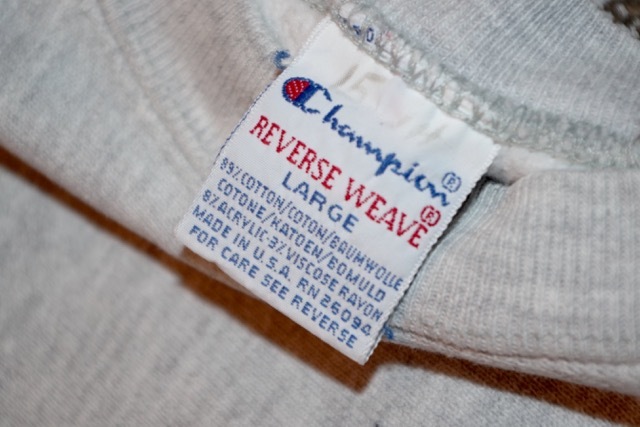 Champion®
REVERSE WEAVE®
LARGE
89% COTTON/COTON/BAUMWOLLE
COTONE/KATOEN/BOMULD
8% ACRYLIC-3% VISCOSE RAYON
MADE IN U.S.A. RN 26094
FOR CARE SEE REVERSE